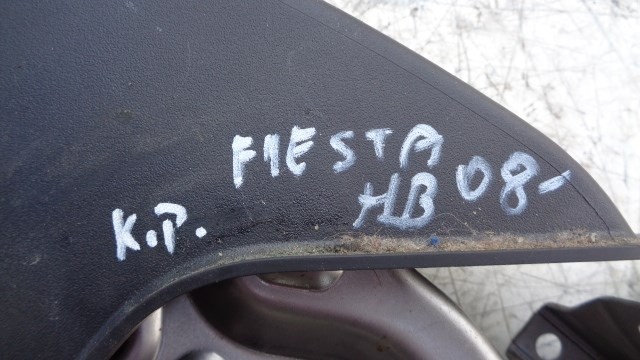 FIESTA
HB 08-
K.P.